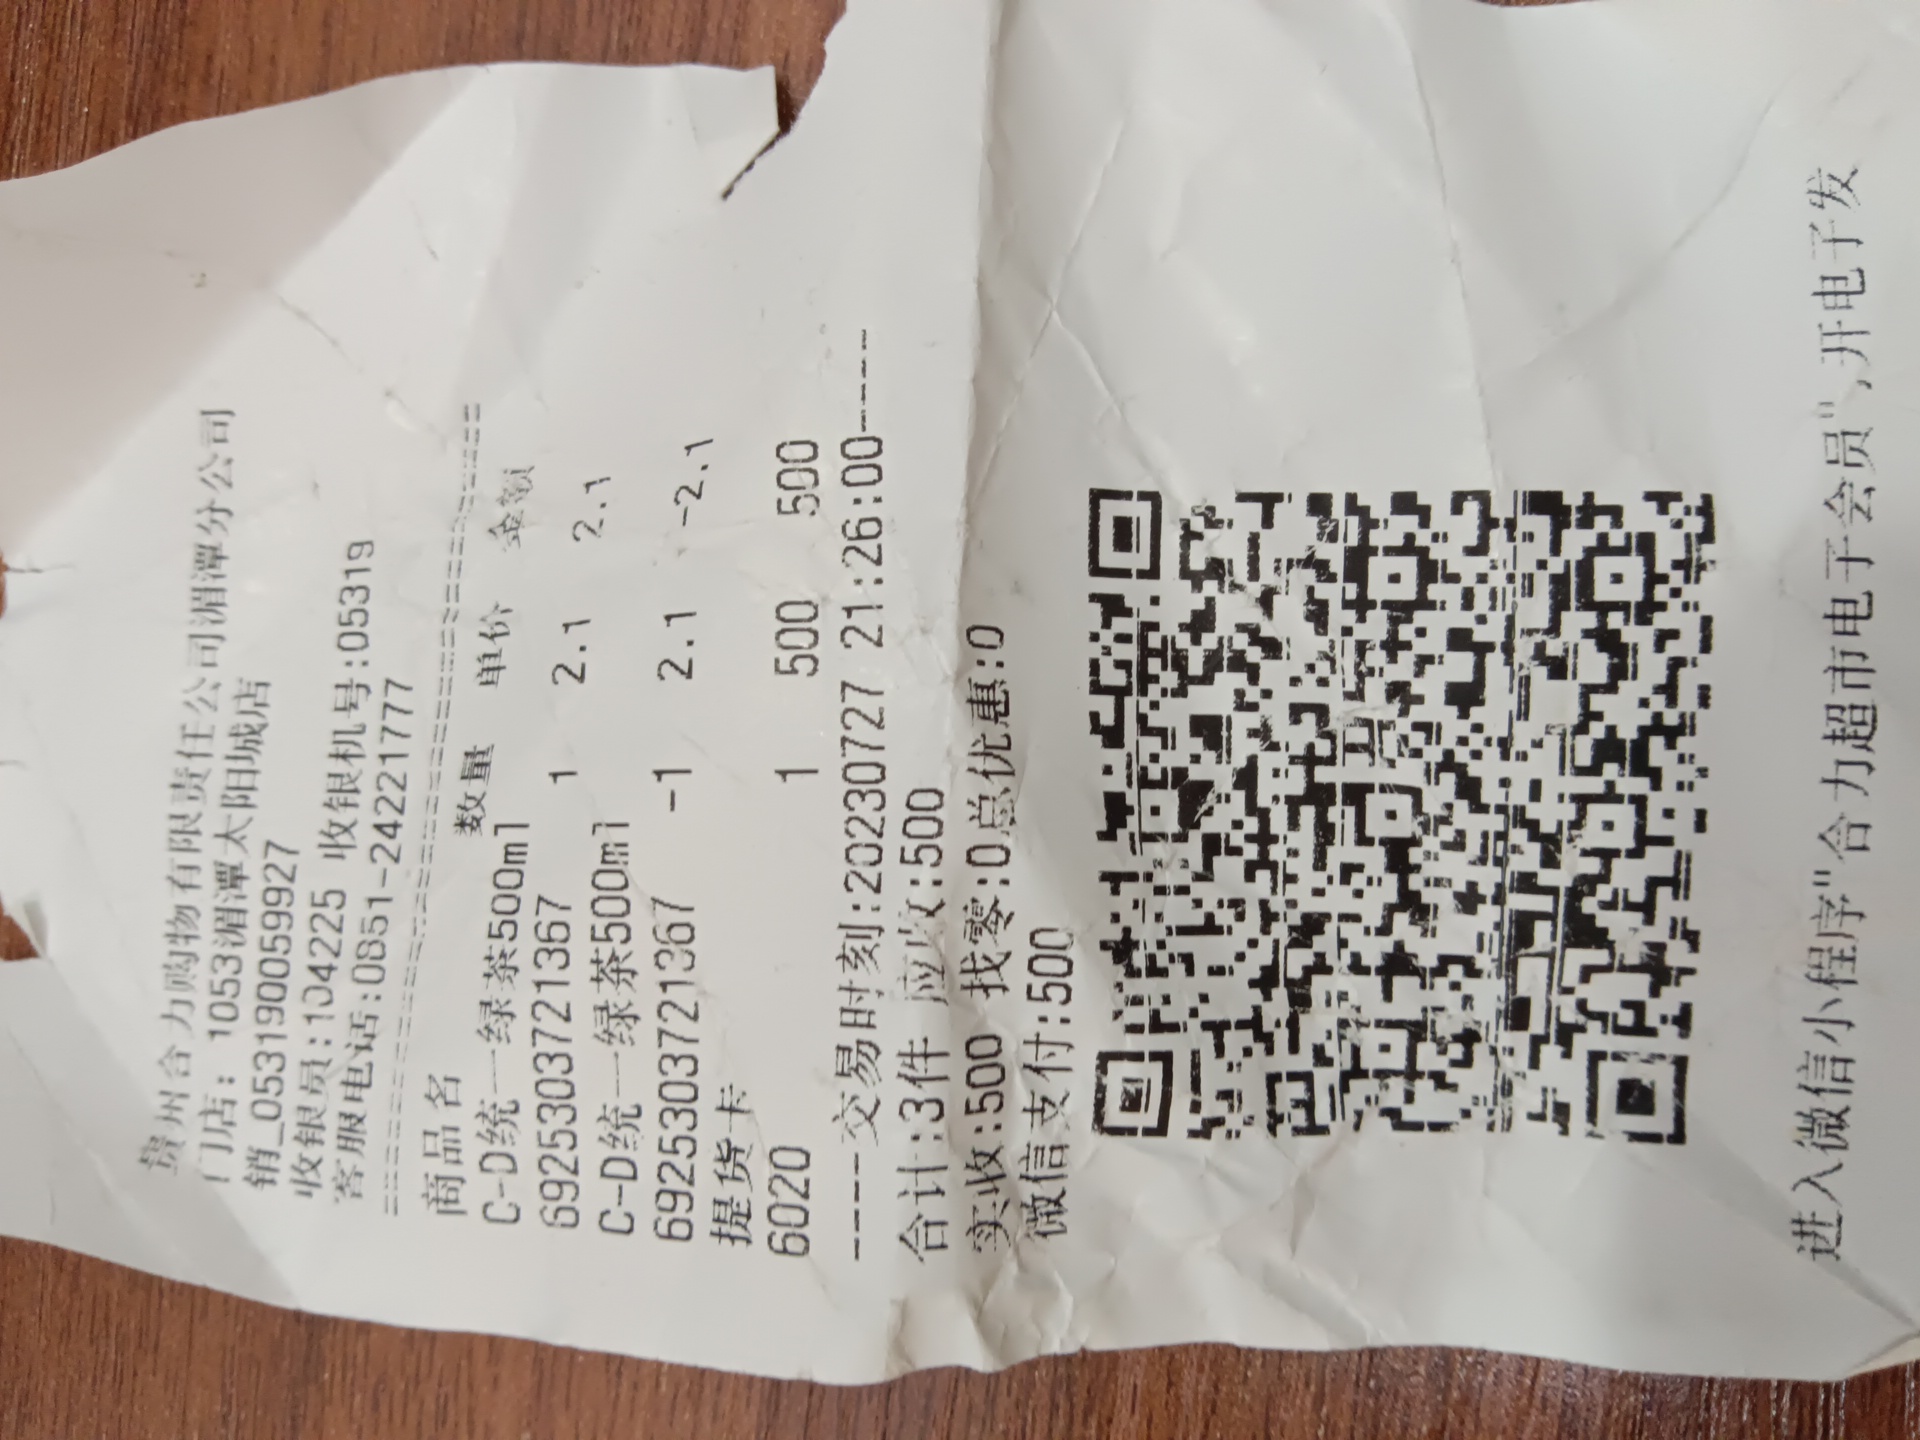 贵州合力购物有限责任公司湄潭分公司
门店: 1053湄潭太阳城店
销_053190059927
收银员:104225 收银机号:05319
客服电话:0851-24221777
================================
商品名 数量 单价 金额
C-D统一绿茶500ml
6925303721367 1 2.1 2.1
C-D统一绿茶500ml
6925303721367 -1 2.1 -2.1
提货卡
6020 1 500 500
----交易时刻:20230727 21:26:00----
合计:3件 应收:500
实收:500 找零:0总优惠:0
微信支付:500
进入微信小程序"合力超市电子会员",开电子发